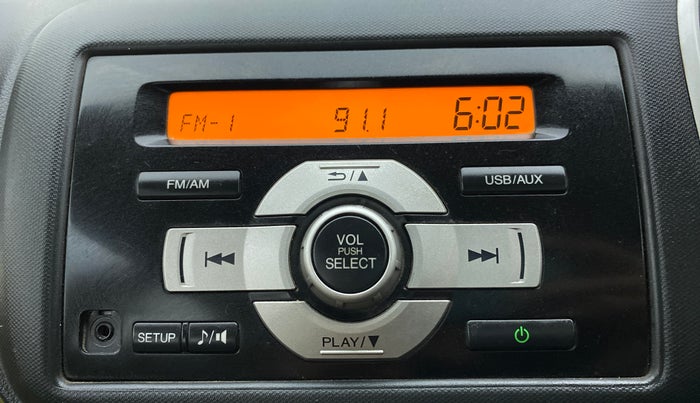 FM-1 91.1 6:02
FM/AM
USB/AUX
VOL
PUSH
SELECT
SETUP
PLAY/▼